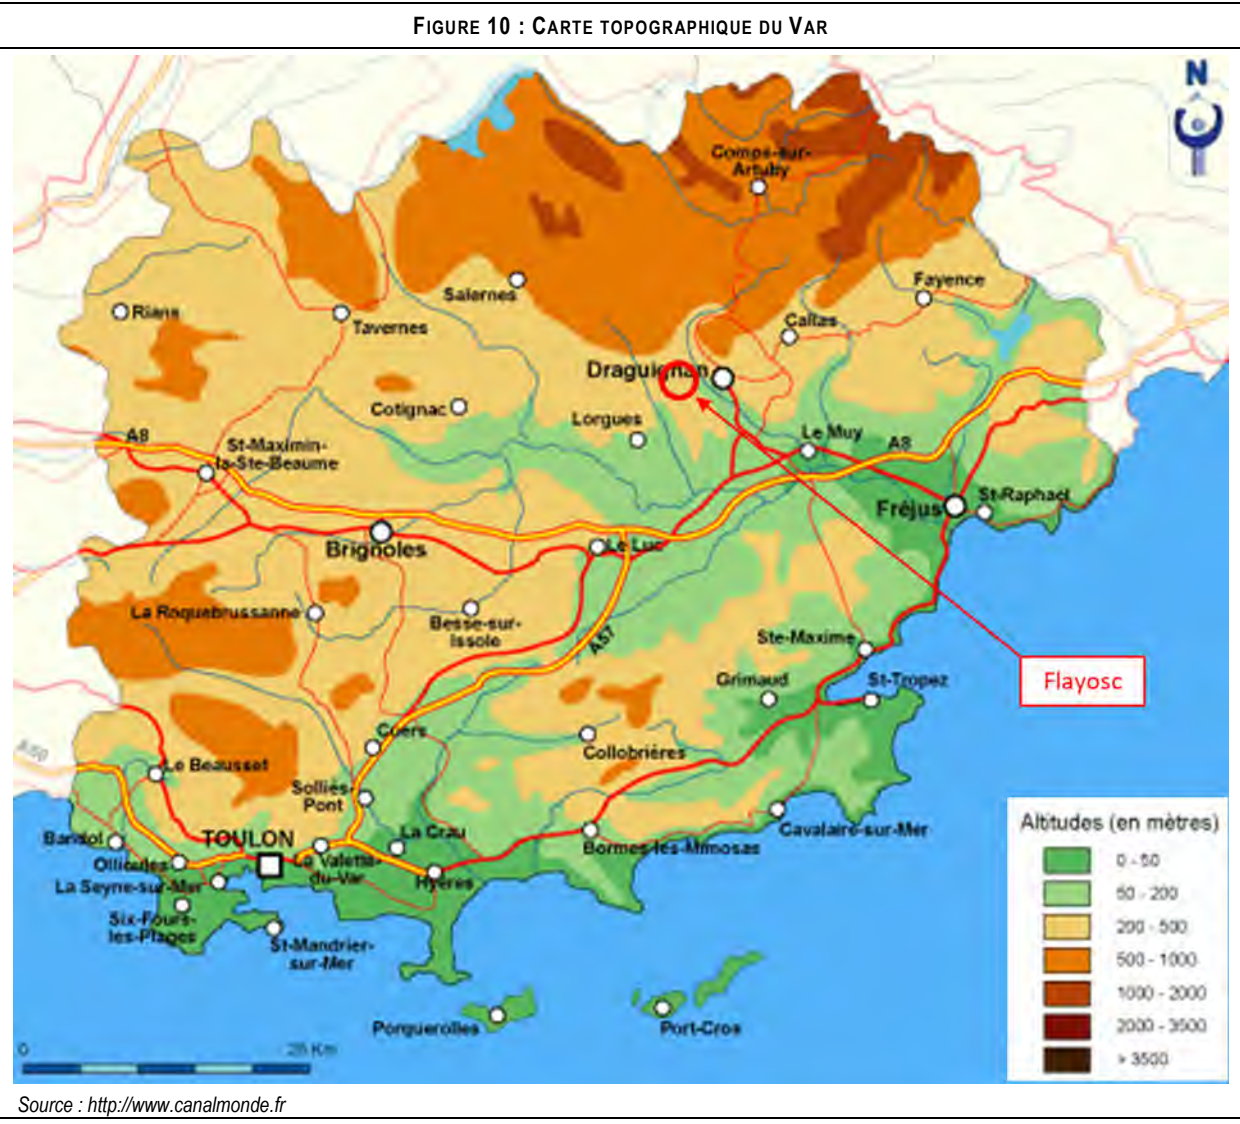 FIGURE 10 : CARTE TOPOGRAPHIQUE DU VAR
N
Comps-sur-
Artuby
Fayence
Salernes
Rians
Tavernes
Callas
Draguignan
Cotignac
Lorgues
Le Muy
A8
A8
St-Maximin-
la-Ste-Beaume
Fréjus
St-Raphael
Brignoles
Le Luc
La Roquebrussanne
Besse-sur-
Issole
A57
Ste-Maxime
Grimaud
St-Tropez
Flayosc
Cuers
Collobrières
A50
Le Beausset
Solliès-
Pont
Bandol
TOULON
La Crau
Cavalaire-sur-Mer
Bormes-les-Mimosas
Ollioules
La Valette-
du-Var
Hyères
La Seyne-sur-Mer
Six-Fours-
les-Plages
St-Mandrier-
sur-Mer
Porquerolles
Port-Cros
Altitudes (en mètres)
0 - 50
50 - 200
200 - 500
500 - 1000
1000 - 2000
2000 - 3500
> 3500
0
25 Km
Source : http://www.canalmonde.fr